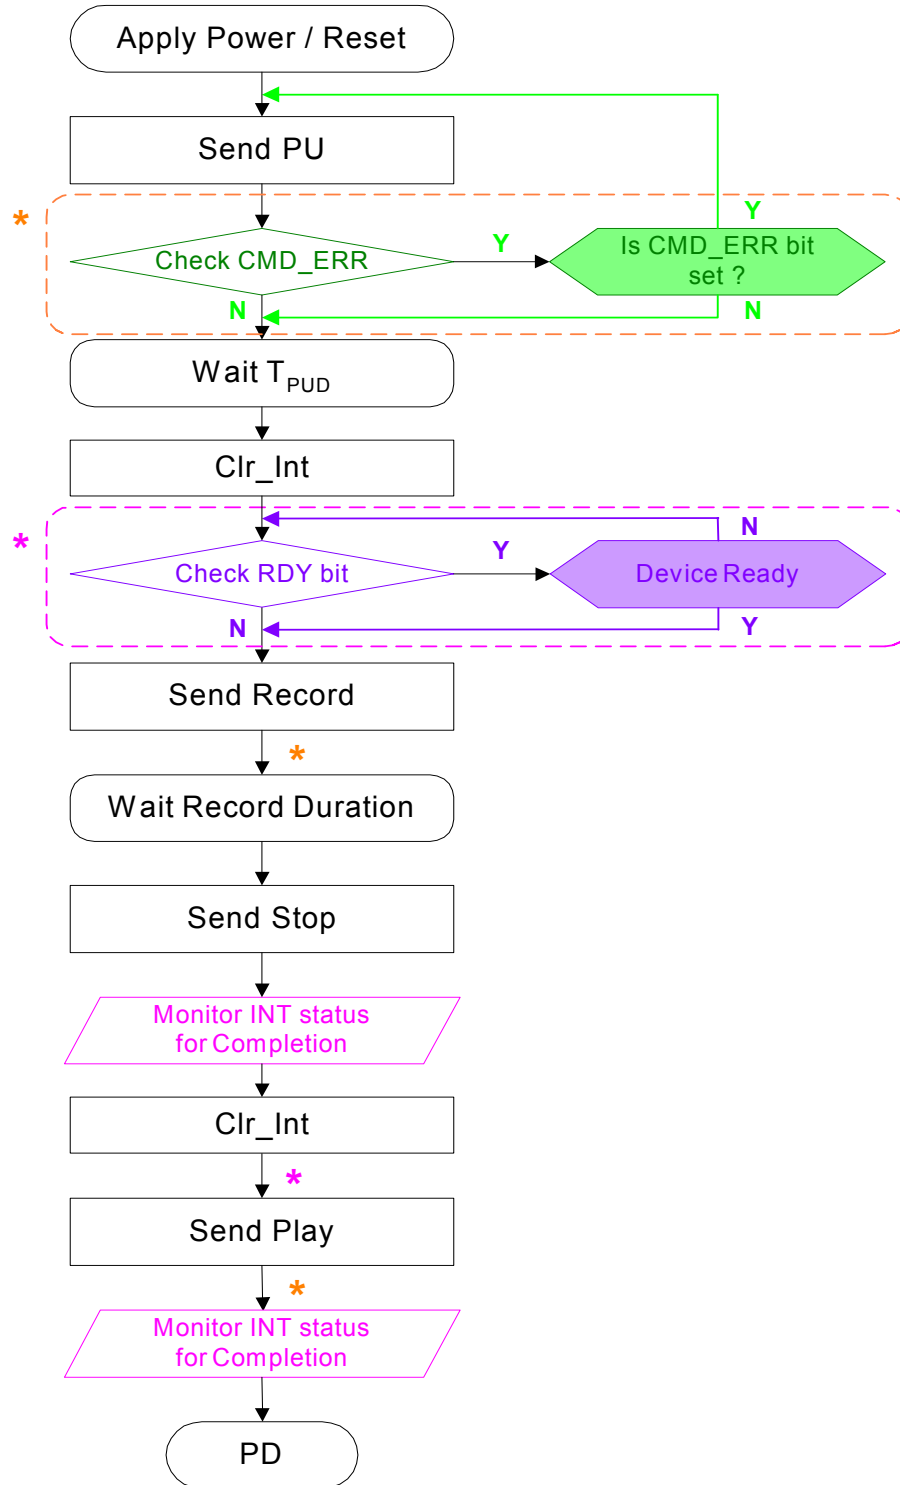 Apply Power / Reset
Send PU
*
Y
Check CMD_ERR
Y
Is CMD_ERR bit
set ?
N
N
Wait T_PUD
Clr_Int
*
N
Check RDY bit
Y
Device Ready
N
Y
Send Record
*
Wait Record Duration
Send Stop
Monitor INT status
for Completion
Clr_Int
*
Send Play
*
Monitor INT status
for Completion
PD